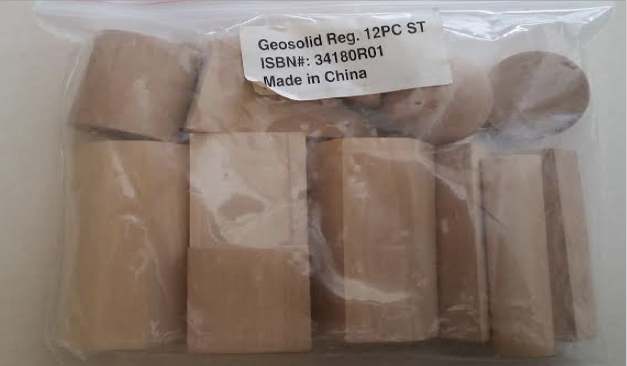 Geosolid Reg. 12PC ST
ISBN#: 34180R01
Made in China